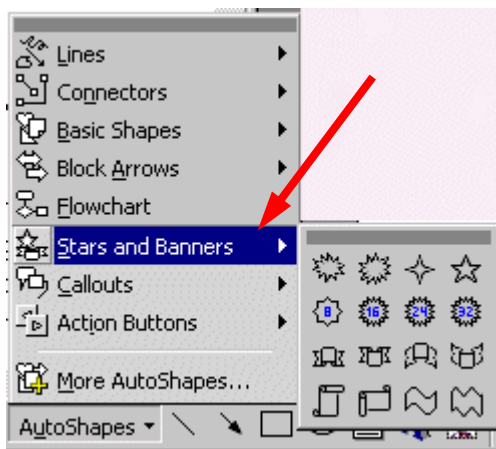 Lines
Connectors
Basic Shapes
Block Arrows
Flowchart
Stars and Banners
Callouts
Action Buttons
More AutoShapes...
8 16 24 32
AutoShapes